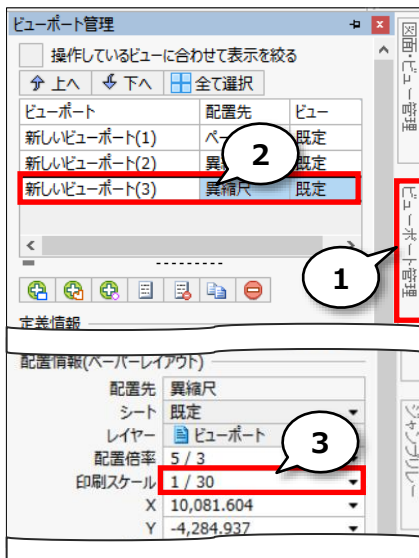 ビューポート管理
操作しているビューに合わせて表示を絞る
上へ 下へ 全て選択
ビューポート 配置先 ビュー
新しいビューポート(1) ペー 既定
新しいビューポート(2) 異 既定
新しいビューポート(3) 異縮尺 既定
2
1
定義情報
配置情報(ペーパーレイアウト)
配置先 異縮尺
シート 既定
レイヤー ビューポート
配置倍率 5 / 3
印刷スケール 1 / 30
X 10,081.604
Y -4,284.937
3
図面・ビュー管理
ビューポート管理
ジャンプリレー